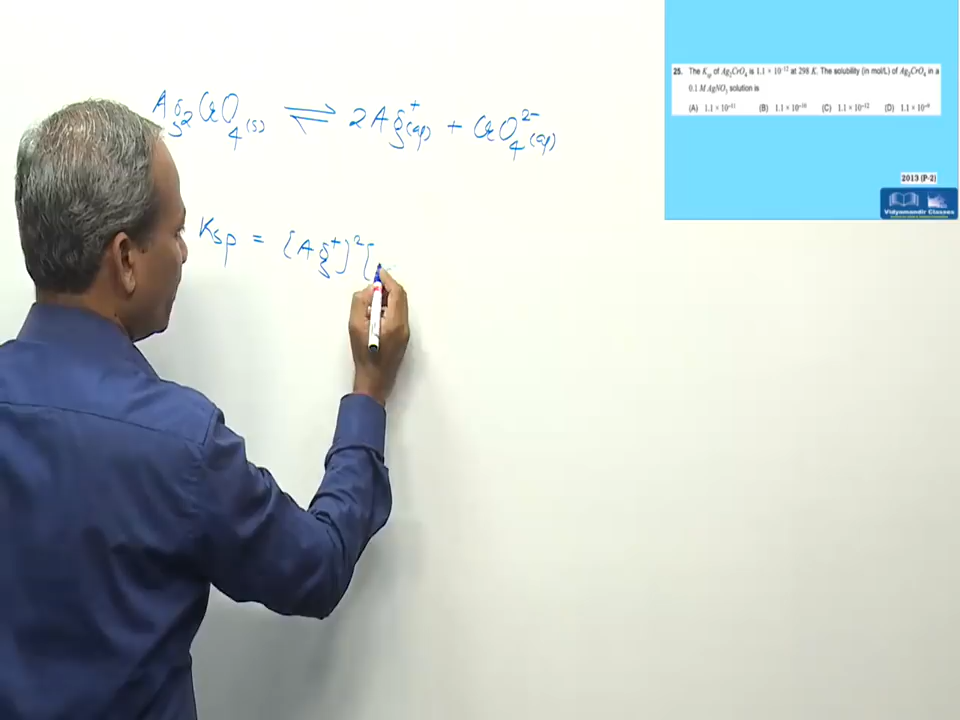 Ag₂CrO₄(s) ⇌ 2Ag⁺(aq) + CrO₄²⁻(aq)
Ksp = [Ag⁺]²[
25. The Ksp of Ag₂CrO₄ is 1.1 × 10⁻¹² at 298 K. The solubility (in mol/L) of Ag₂CrO₄ in a
0.1 M AgNO₃ solution is
(A) 1.1 × 10⁻¹¹ (B) 1.1 × 10⁻¹⁰ (C) 1.1 × 10⁻¹² (D) 1.1 × 10⁻⁹
2013 (P-2)
Vidyamandir Classes